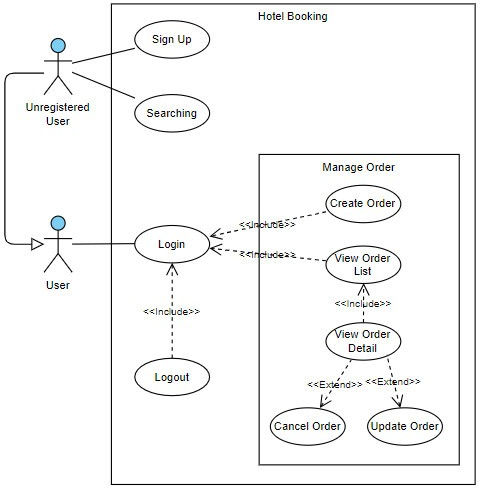 Hotel Booking
Sign Up
Unregistered
User
Searching
Manage Order
Create Order
<<Include>>
Login
<<Include>>
View Order
List
User
<<Include>>
<<Include>>
View Order
Detail
Logout
<<Extend>>
<<Extend>>
Cancel Order
Update Order